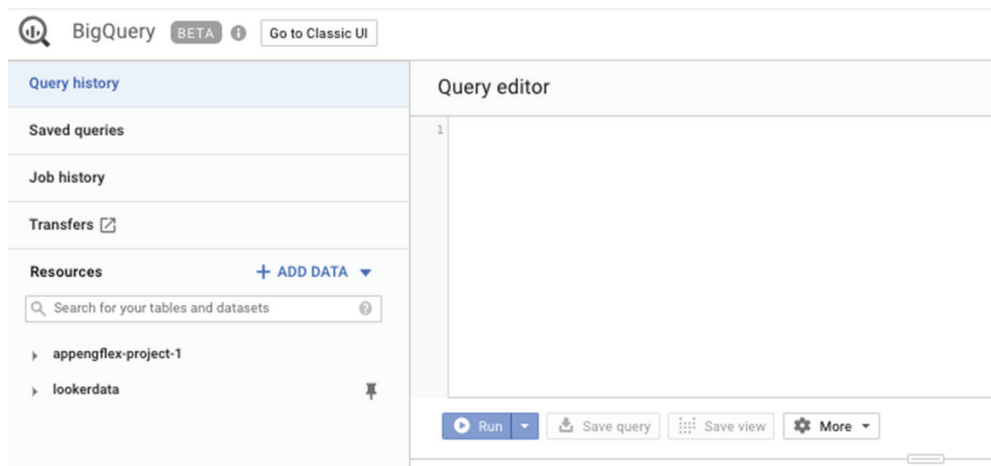 BigQuery BETA Go to Classic UI
Query history
Saved queries
Job history
Transfers
Resources + ADD DATA
Search for your tables and datasets
appengflex-project-1
lookerdata
Query editor
1
Run Save query Save view More